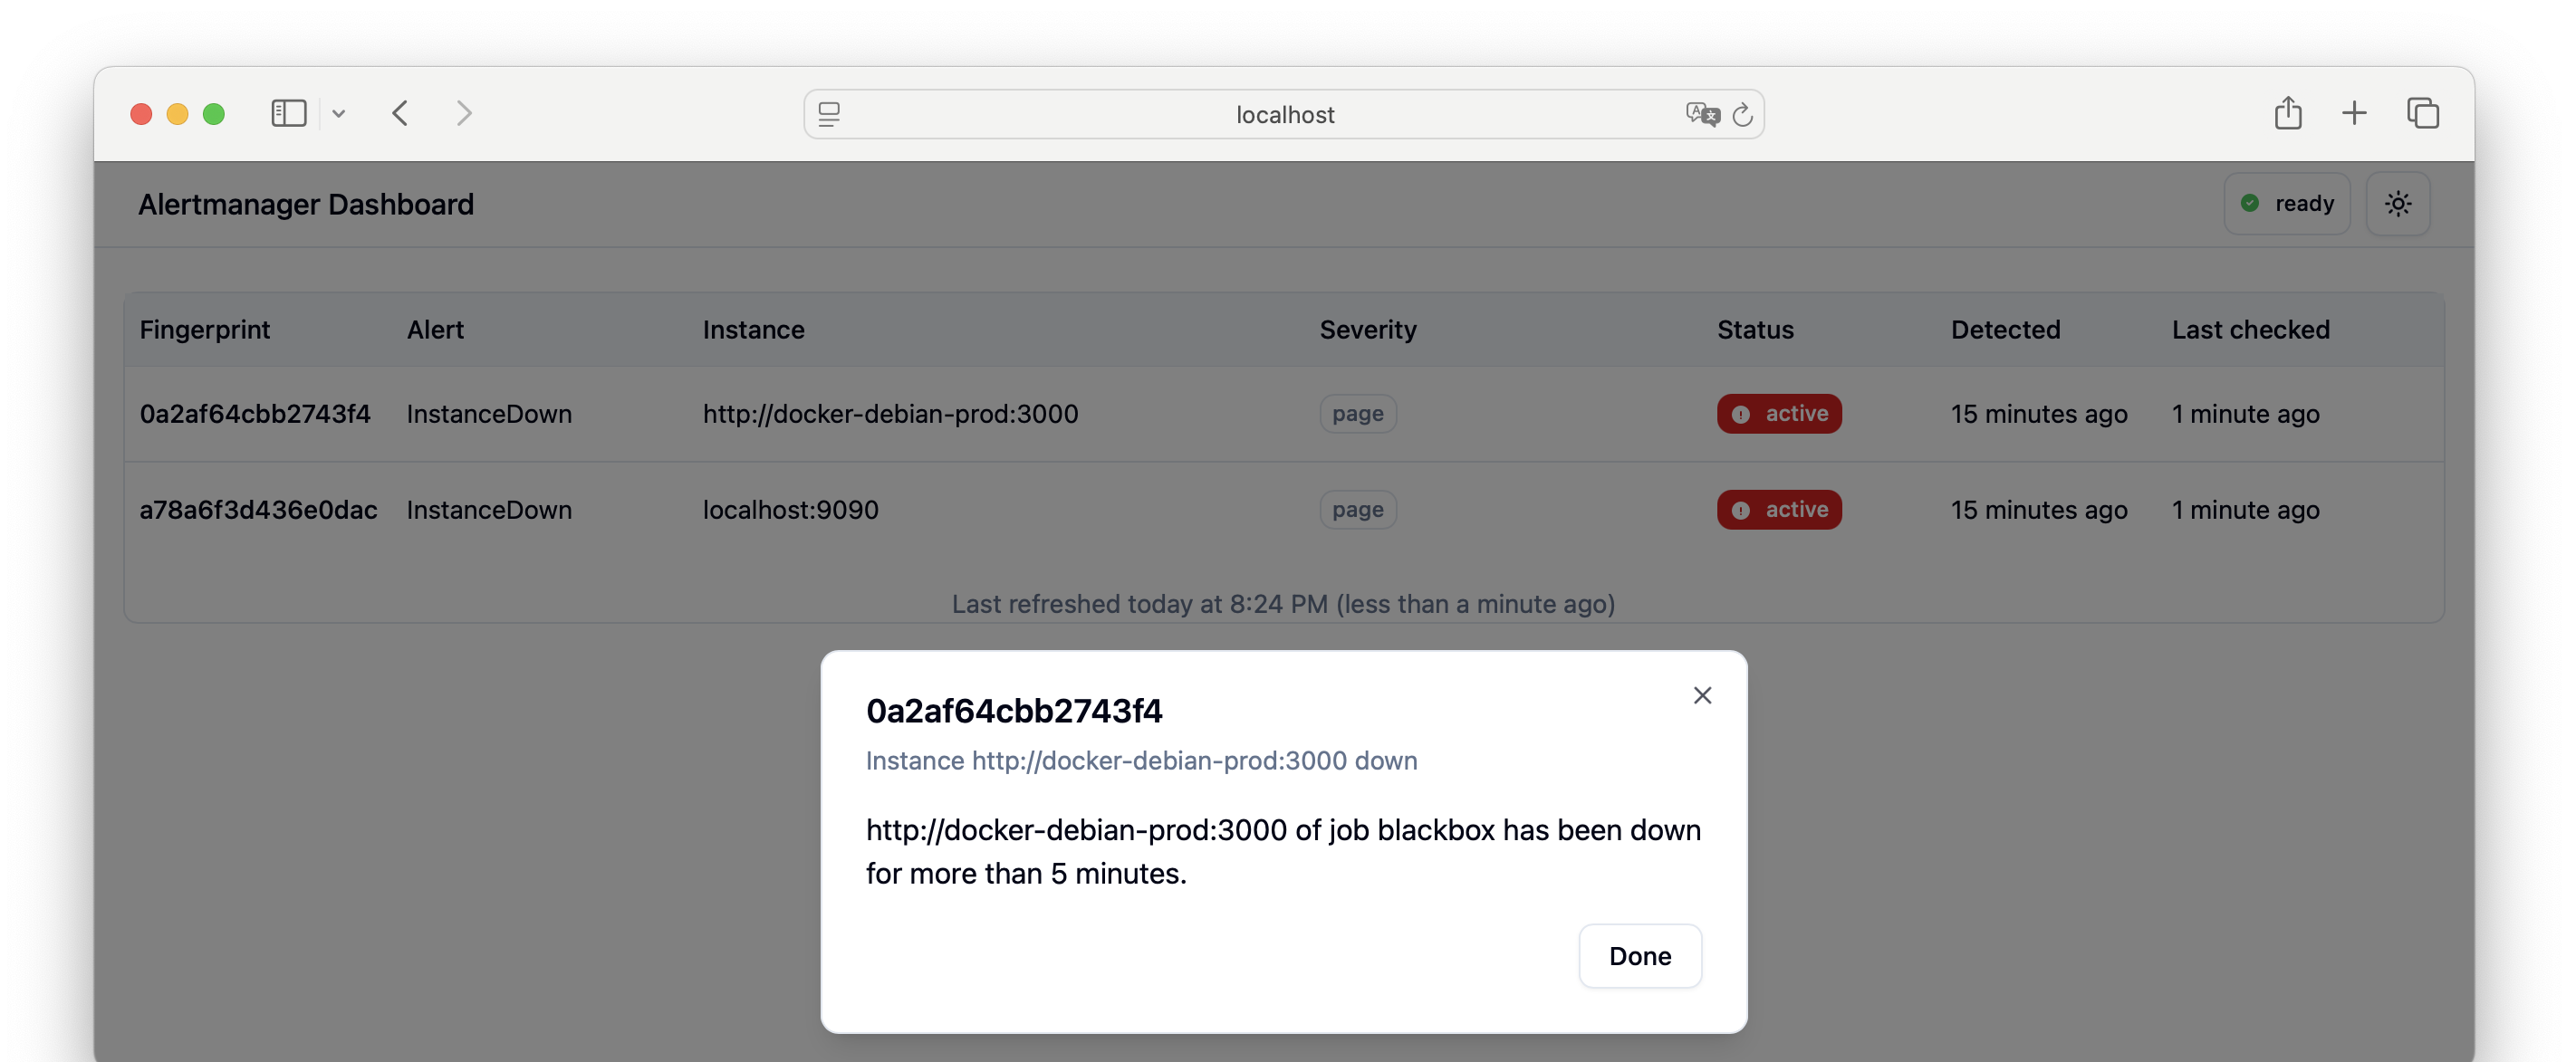 localhost
Alertmanager Dashboard
ready
Fingerprint Alert Instance Severity Status Detected Last checked
0a2af64cbb2743f4 InstanceDown http://docker-debian-prod:3000 page active 15 minutes ago 1 minute ago
a78a6f3d436e0dac InstanceDown localhost:9090 page active 15 minutes ago 1 minute ago
Last refreshed today at 8:24 PM (less than a minute ago)
0a2af64cbb2743f4
Instance http://docker-debian-prod:3000 down
http://docker-debian-prod:3000 of job blackbox has been down
for more than 5 minutes.
Done